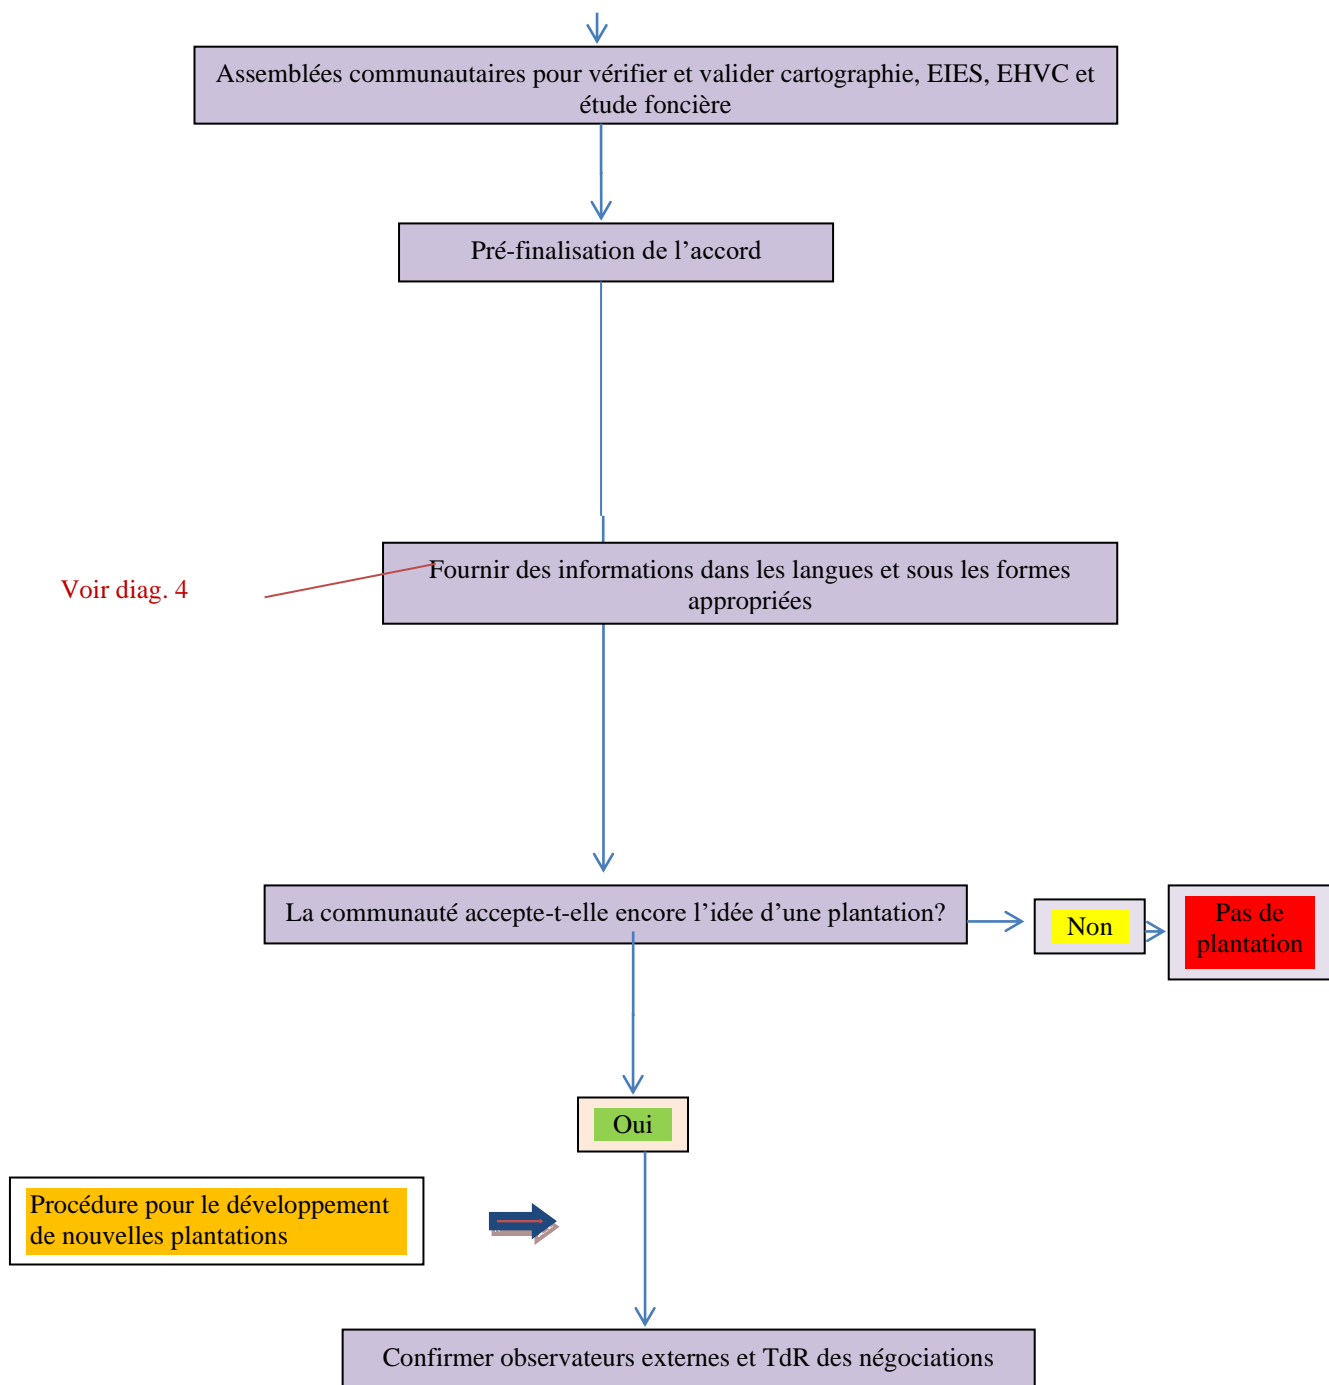 Assemblées communautaires pour vérifier et valider cartographie, EIES, EHVC et
étude foncière
Pré-finalisation de l’accord
Voir diag. 4
Fournir des informations dans les langues et sous les formes
appropriées
La communauté accepte-t-elle encore l’idée d’une plantation?
Non
Pas de
plantation
Oui
Procédure pour le développement
de nouvelles plantations
Confirmer observateurs externes et TdR des négociations